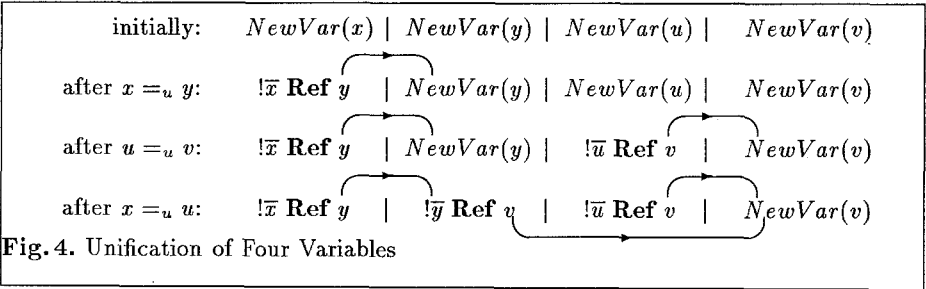 initially: NewVar(x) | NewVar(y) | NewVar(u) | NewVar(v)
after x =ᵤ y: !x̅ Ref y | NewVar(y) | NewVar(u) | NewVar(v)
after u =ᵤ v: !x̅ Ref y | NewVar(y) | !u̅ Ref v | NewVar(v)
after x =ᵤ u: !x̅ Ref y | !y̅ Ref v | !u̅ Ref v | NewVar(v)
Fig. 4. Unification of Four Variables